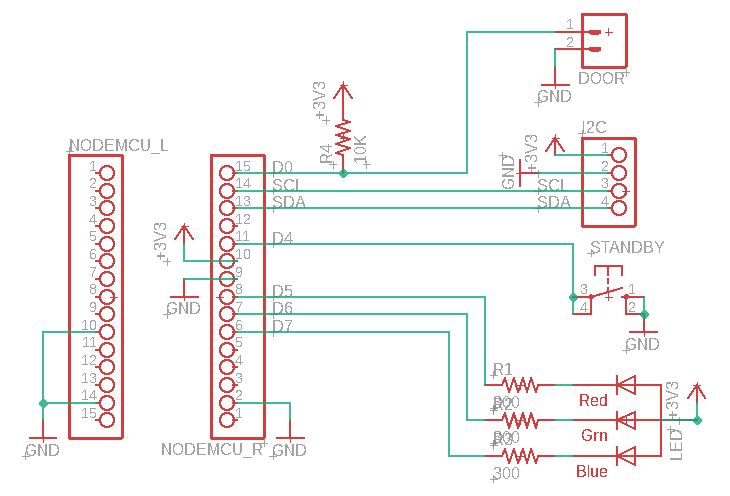 DOOR
1
2
+
GND
I2C
+3V3
GND
1
2
3
4
SCL
SDA
+3V3
R4
10K
NODEMCU_L
1
2
3
4
5
6
7
8
9
10
11
12
13
14
15
GND
NODEMCU_R
15
14
13
12
11
10
9
8
7
6
5
4
3
2
1
D0
SCL
SDA
D4
D5
D6
D7
+3V3
GND
GND
STANDBY
3
1
4
2
GND
R1
300
R2
300
R3
300
Red
Grn
Blue
LED
+3V3